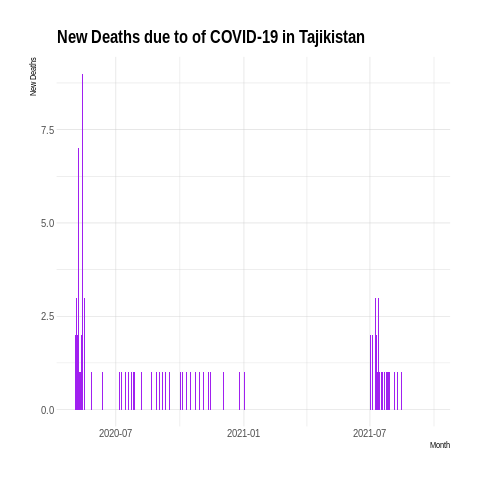 New Deaths due to of COVID-19 in Tajikistan
New Deaths
7.5
5.0
2.5
0.0
2020-07
2021-01
2021-07
Month